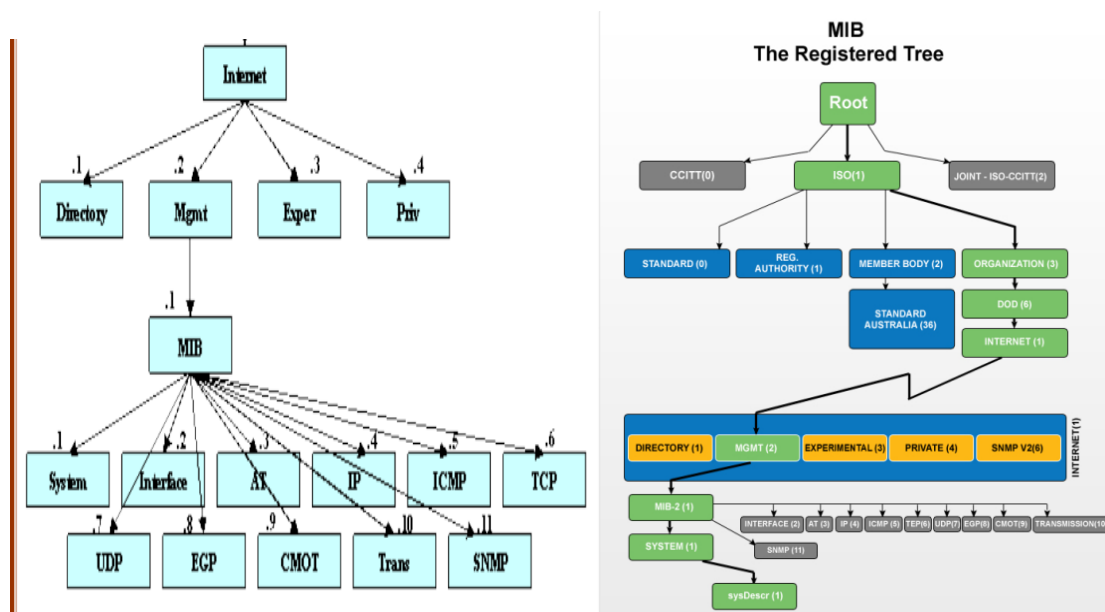 Internet
.1
.2
.3
.4
Directory
Mgmt
Exper
Priv
.1
MIB
.1
.2
.3
.4
.5
.6
System
Interface
AT
IP
ICMP
TCP
.7
.8
.9
.10
.11
UDP
EGP
CMOT
Trans
SNMP
MIB
The Registered Tree
Root
CCITT(0)
ISO(1)
JOINT - ISO-CCITT(2)
STANDARD (0)
REG.
AUTHORITY (1)
MEMBER BODY (2)
ORGANIZATION (3)
STANDARD
AUSTRALIA (36)
DOD (6)
INTERNET (1)
DIRECTORY (1)
MGMT (2)
EXPERIMENTAL (3)
PRIVATE (4)
SNMP V2(6)
INTERNET (1)
MIB-2 (1)
INTERFACE (2)
AT (3)
IP (4)
ICMP (5)
TEP(6)
UDP(7)
EGP(8)
CMOT(9)
TRANSMISSION(10
SYSTEM (1)
SNMP (11)
sysDescr (1)